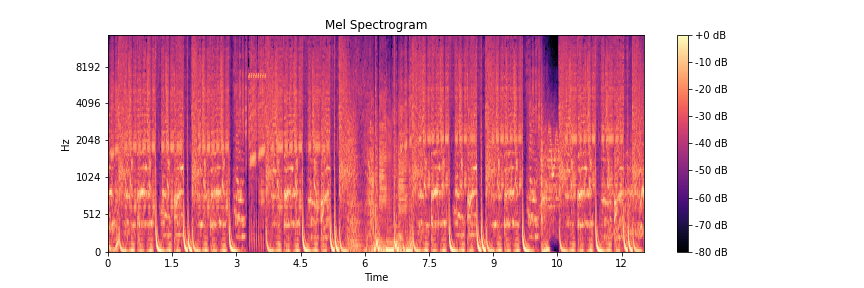 Mel Spectrogram
8192
4096
2048
1024
512
0
Hz
0 1.5 3 4.5 6 7.5 9 10 12
Time
+0 dB
-10 dB
-20 dB
-30 dB
-40 dB
-50 dB
-60 dB
-70 dB
-80 dB